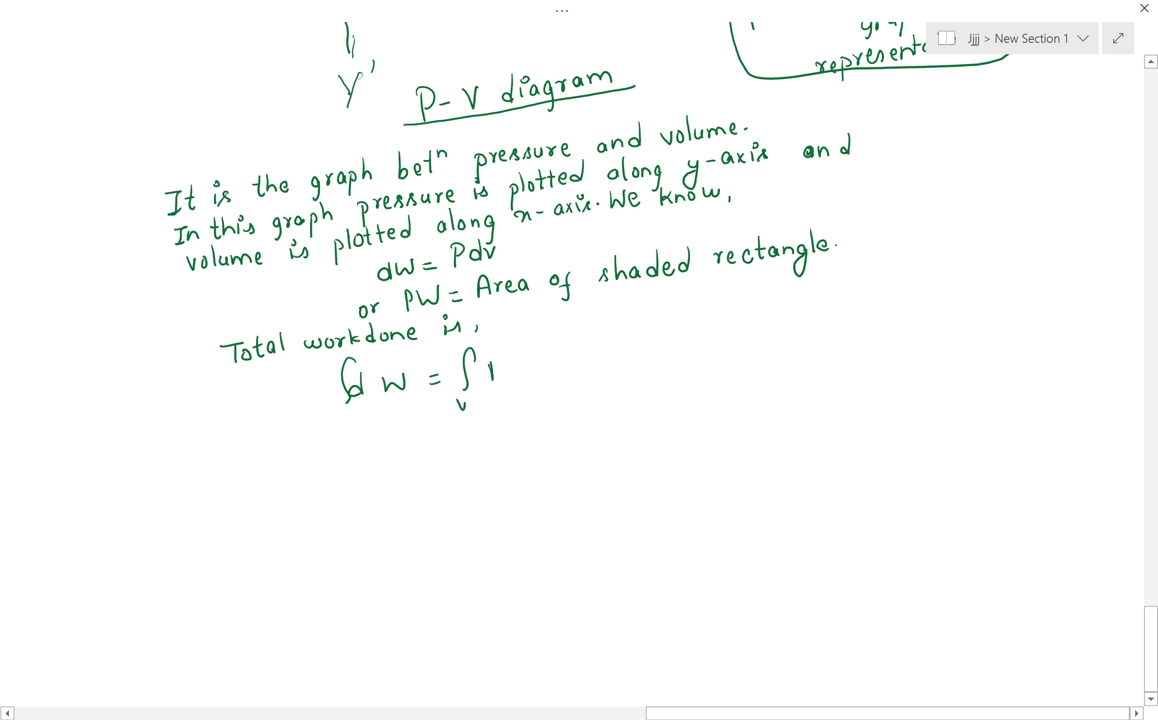 ...
Jjjj > New Section 1
y'
P-V diagram
It is the graph betⁿ pressure and volume.
In this graph pressure is plotted along y-axis and
volume is plotted along x-axis. We know,
dW = Pdv
or PW = Area of shaded rectangle.
Total workdone is,
∫d W = ∫
v